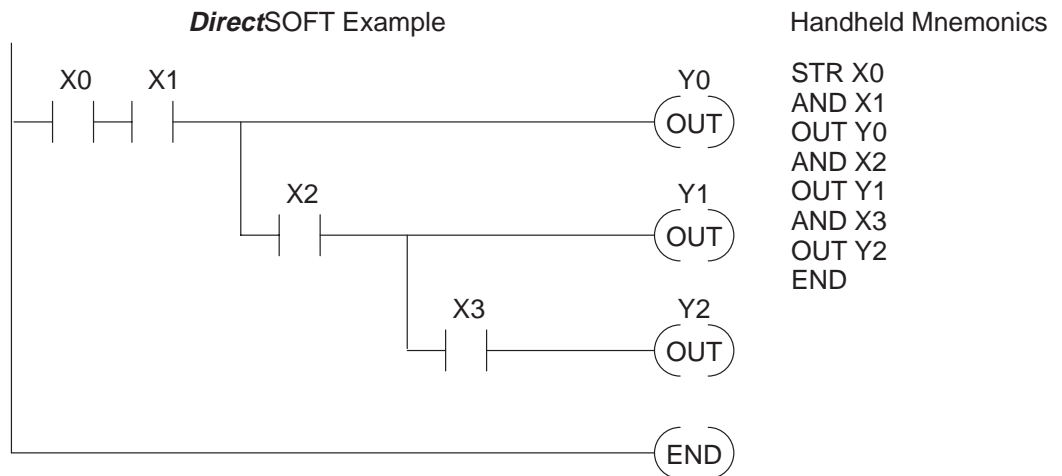 DirectSOFT Example
Handheld Mnemonics
X0 X1 Y0
OUT
X2 Y1
OUT
X3 Y2
OUT
END
STR X0
AND X1
OUT Y0
AND X2
OUT Y1
AND X3
OUT Y2
END